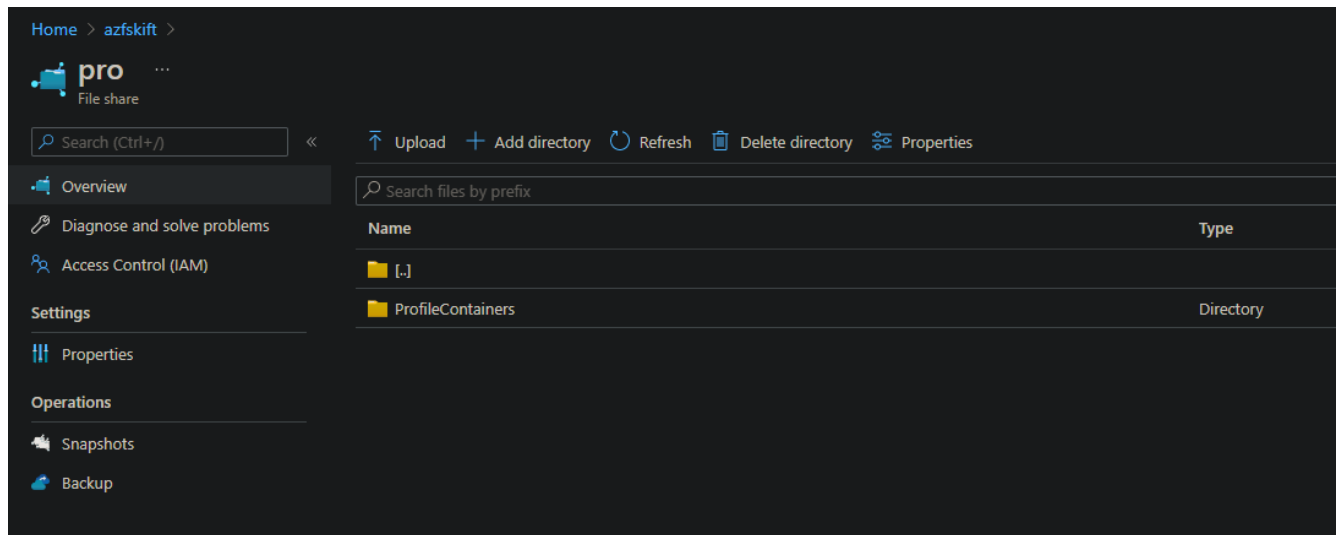 Home > azfskift >
pro ...
File share
Search (Ctrl+/) «
Overview
Diagnose and solve problems
Access Control (IAM)
Settings
Properties
Operations
Snapshots
Backup
Upload Add directory Refresh Delete directory Properties
Search files by prefix
Name Type
[..]
ProfileContainers Directory